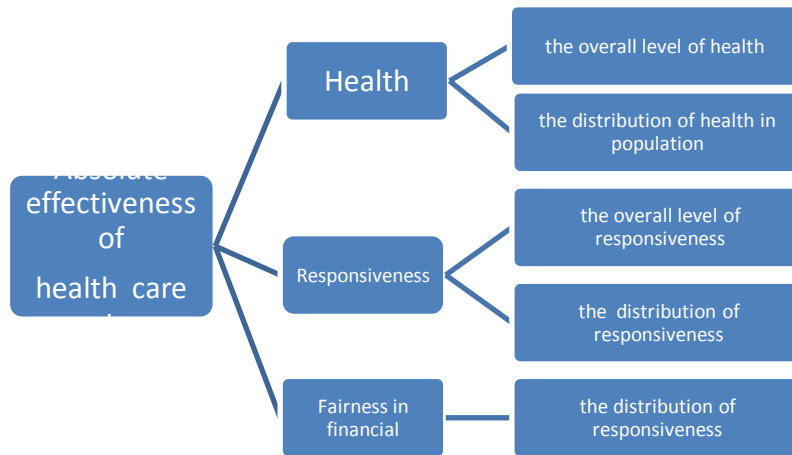 Absolute
effectiveness
of
health care
Health
Responsiveness
Fairness in
financial
the overall level of health
the distribution of health in
population
the overall level of
responsiveness
the distribution of
responsiveness
the distribution of
responsiveness